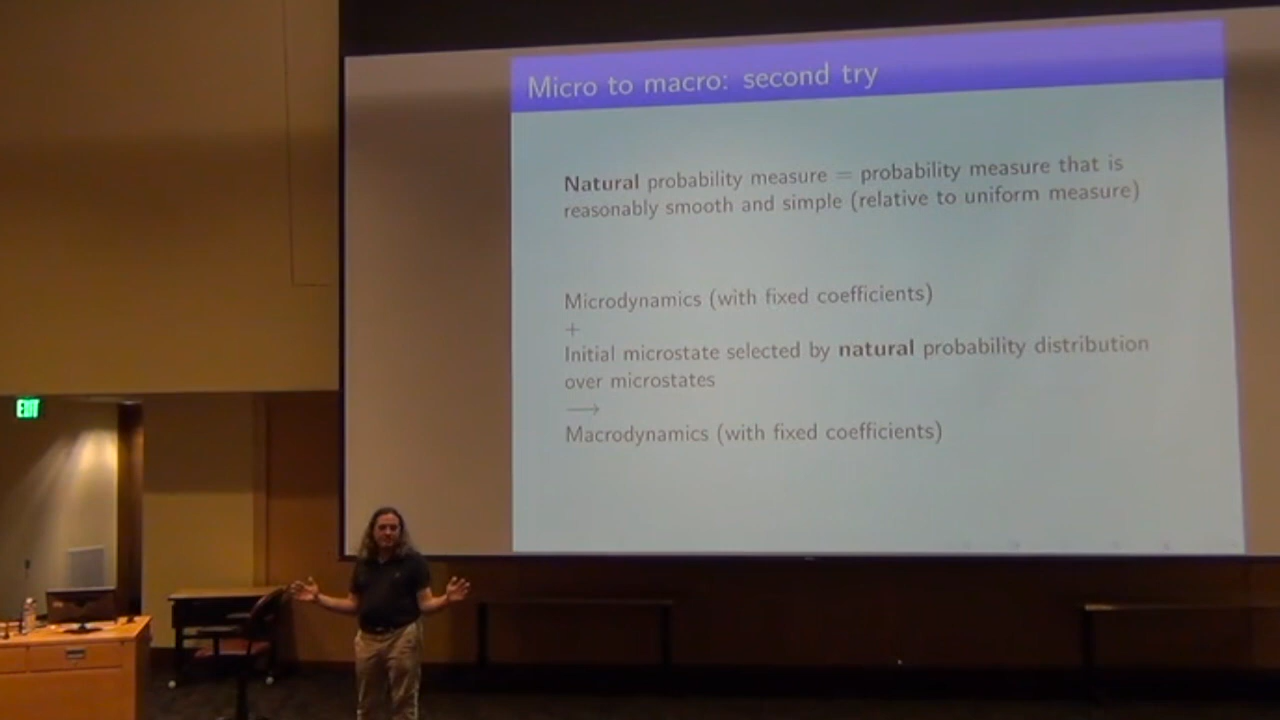 Micro to macro: second try
Natural probability measure = probability measure that is
reasonably smooth and simple (relative to uniform measure)
Microdynamics (with fixed coefficients)
+
Initial microstate selected by natural probability distribution
over microstates
⟶
Macrodynamics (with fixed coefficients)
EXIT